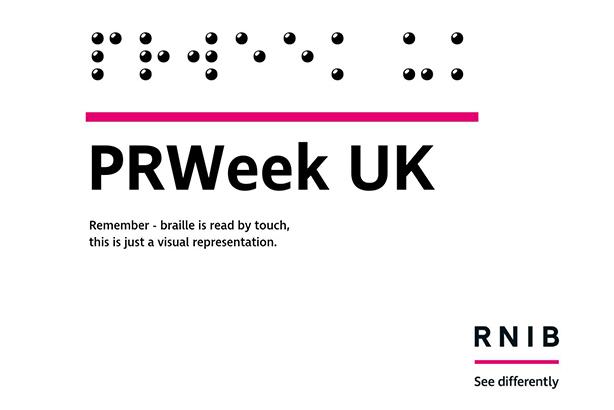 ⠏⠗⠺⠑⠑⠅ ⠥⠅
PRWeek UK
Remember - braille is read by touch,
this is just a visual representation.
RNIB
See differently